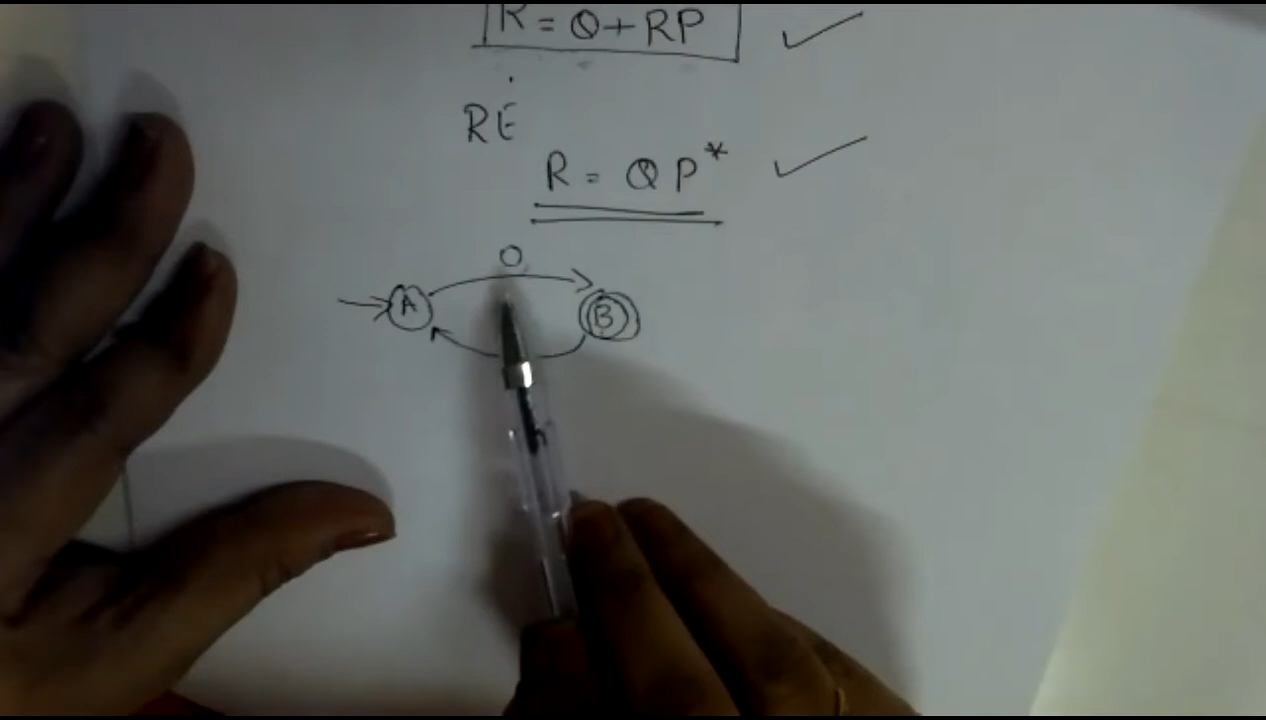 R = Q + RP
RE
R = QP*
0
A B